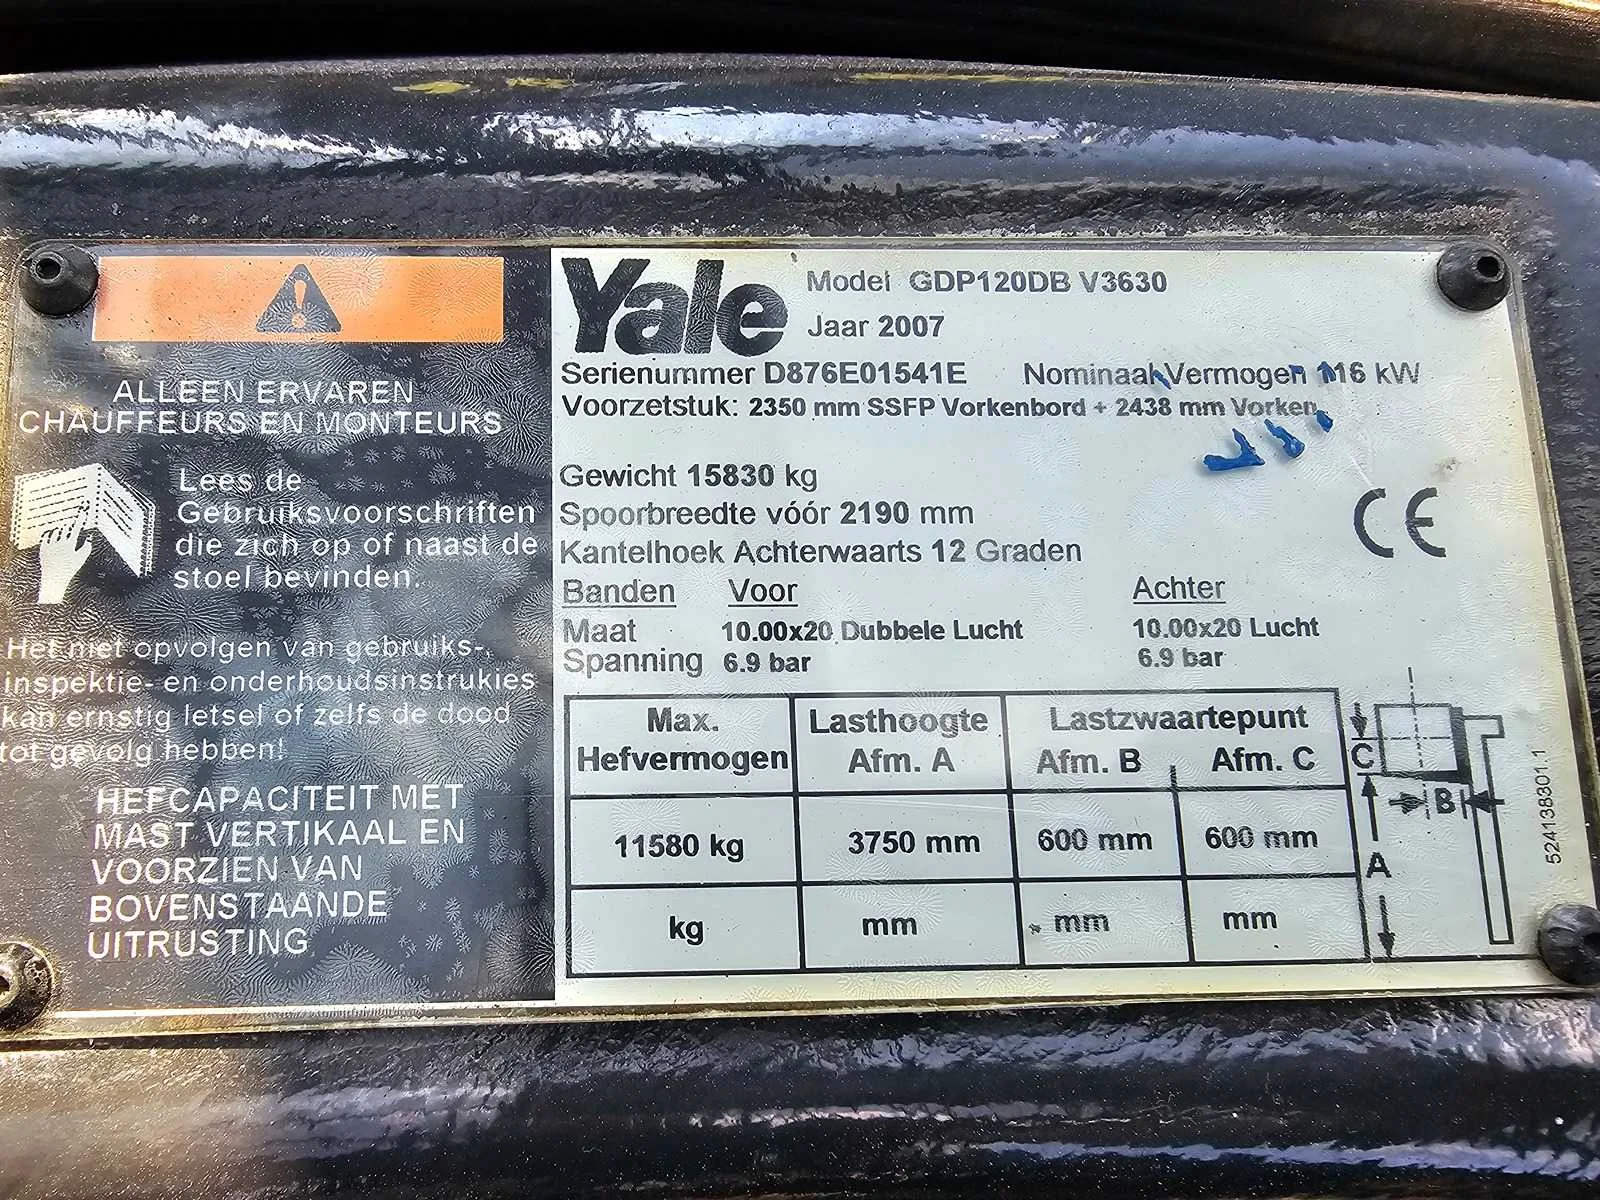 ALLEEN ERVAREN
CHAUFFEURS EN MONTEURS
Lees de
Gebruiksvoorschriften
die zich op of naast de
stoel bevinden.
Het niet opvolgen van gebruiks-,
inspektie- en onderhoudsinstrukies
kan ernstig letsel of zelfs de dood
tot gevolg hebben!
HEFCAPACITEIT MET
MAST VERTIKAAL EN
VOORZIEN VAN
BOVENSTAANDE
UITRUSTING
Yale
Model GDP120DB V3630
Jaar 2007
Serienummer D876E01541E Nominaal Vermogen 116 kW
Voorzetstuk: 2350 mm SSFP Vorkenbord + 2438 mm Vorken
Gewicht 15830 kg
Spoorbreedte vóór 2190 mm
Kantelhoek Achterwaarts 12 Graden
CE
Banden Voor Achter
Maat 10.00x20 Dubbele Lucht 10.00x20 Lucht
Spanning 6.9 bar 6.9 bar
Max. Hefvermogen
Lasthoogte Afm. A
Lastzwaartepunt
Afm. B Afm. C
11580 kg 3750 mm 600 mm 600 mm
kg mm mm mm
C
B
A
524138301.1